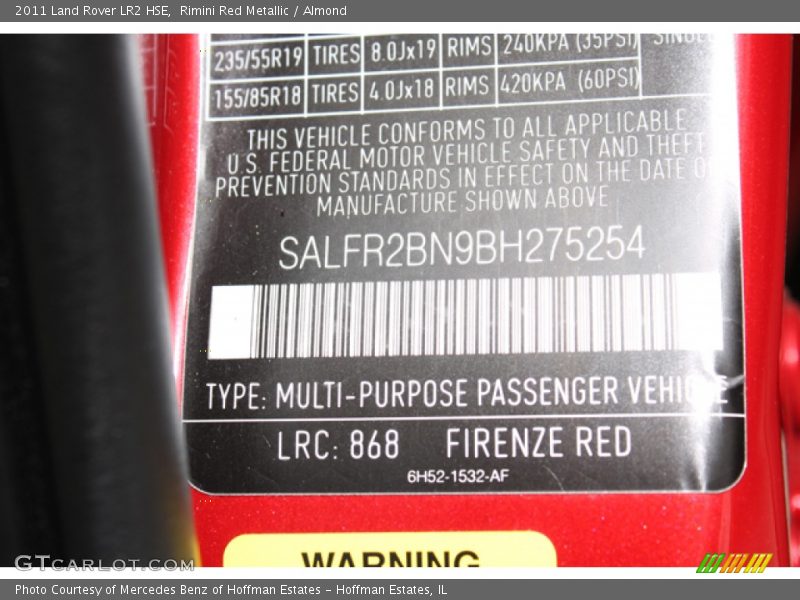 2011 Land Rover LR2 HSE, Rimini Red Metallic / Almond
235/55R19 TIRES 8.0Jx19 RIMS 240KPA (35PSI)
155/85R18 TIRES 4.0Jx18 RIMS 420KPA (60PSI)
THIS VEHICLE CONFORMS TO ALL APPLICABLE
U.S. FEDERAL MOTOR VEHICLE SAFETY AND THEFT
PREVENTION STANDARDS IN EFFECT ON THE DATE OF
MANUFACTURE SHOWN ABOVE
SALFR2BN9BH275254
TYPE: MULTI-PURPOSE PASSENGER VEHICLE
LRC: 868 FIRENZE RED
6H52-1532-AF
WARNING
GTCARLOT.COM
Photo Courtesy of Mercedes Benz of Hoffman Estates - Hoffman Estates, IL